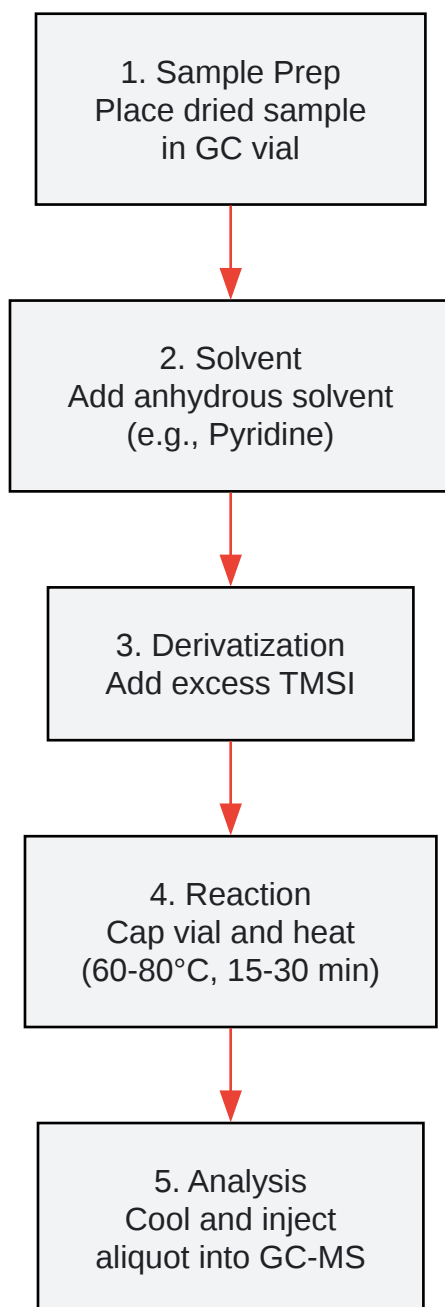 1. Sample Prep
Place dried sample
in GC vial
2. Solvent
Add anhydrous solvent
(e.g., Pyridine)
3. Derivatization
Add excess TMSI
4. Reaction
Cap vial and heat
(60-80°C, 15-30 min)
5. Analysis
Cool and inject
aliquot into GC-MS